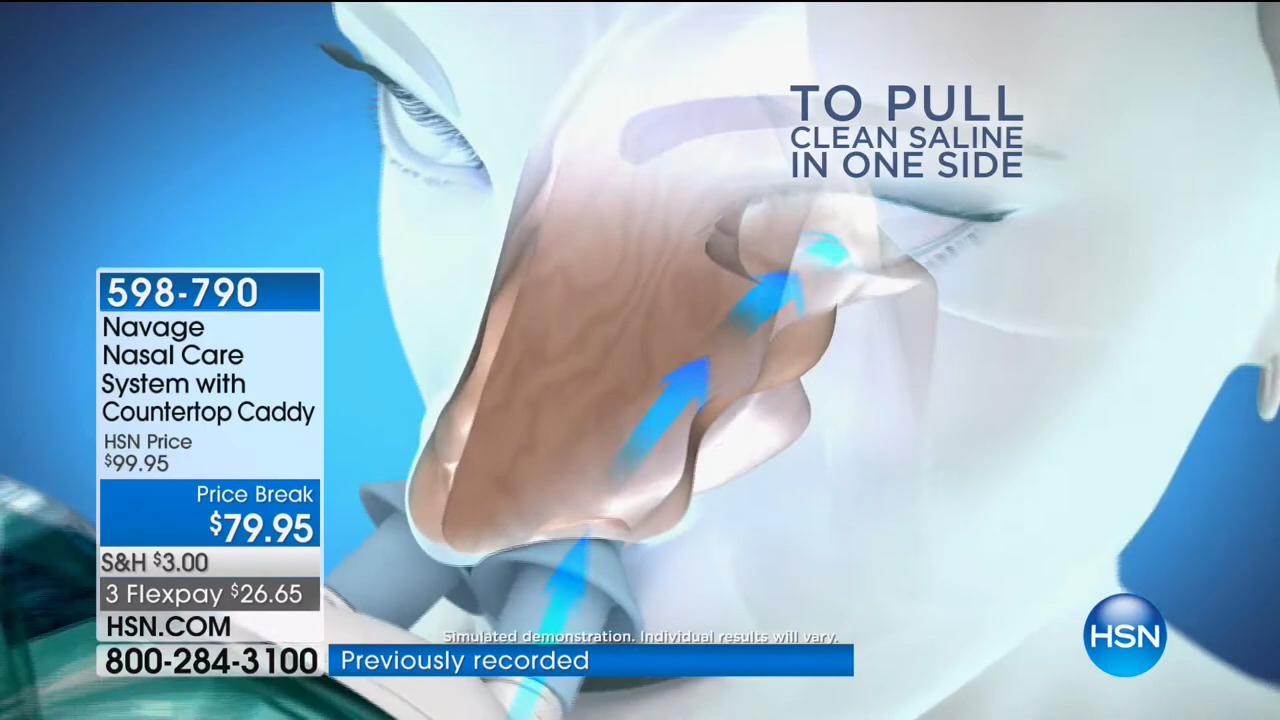 TO PULL
CLEAN SALINE
IN ONE SIDE
598-790
Navage
Nasal Care
System with
Countertop Caddy
HSN Price
$99.95
Price Break
$79.95
S&H $3.00
3 Flexpay $26.65
HSN.COM
800-284-3100
Simulated demonstration. Individual results will vary.
Previously recorded
HSN